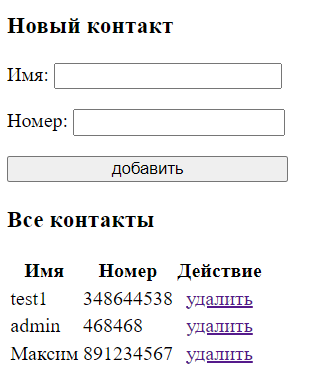 Новый контакт
Имя:
Номер:
добавить
Все контакты
Имя Номер Действие
test1 348644538 удалить
admin 468468 удалить
Максим 891234567 удалить